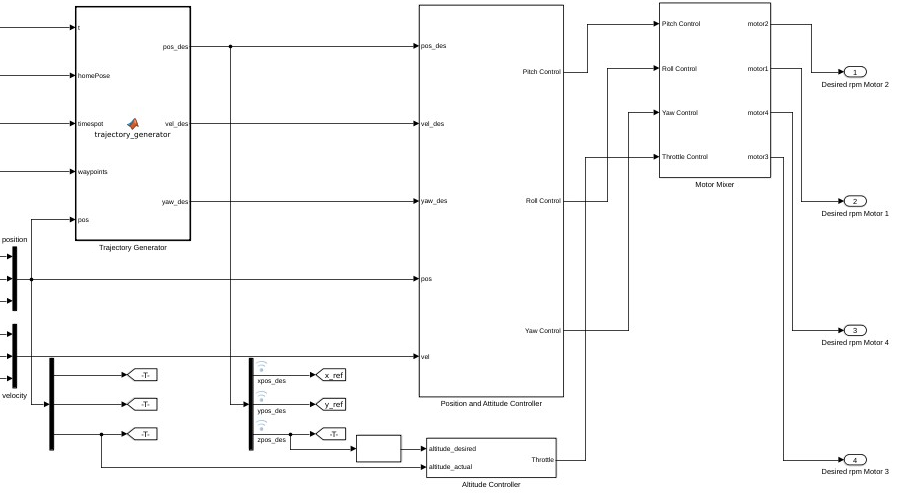 t
homePose
timespot
waypoints
pos
pos_des
vel_des
yaw_des
trajectory_generator
Trajectory Generator
position
velocity
-T-
-T-
-T-
xpos_des
ypos_des
zpos_des
x_ref
y_ref
-T-
pos_des
vel_des
yaw_des
pos
vel
Pitch Control
Roll Control
Yaw Control
Position and Attitude Controller
altitude_desired
altitude_actual
Throttle
Altitude Controller
Pitch Control
Roll Control
Yaw Control
Throttle Control
motor2
motor1
motor4
motor3
Motor Mixer
1
Desired rpm Motor 2
2
Desired rpm Motor 1
3
Desired rpm Motor 4
4
Desired rpm Motor 3